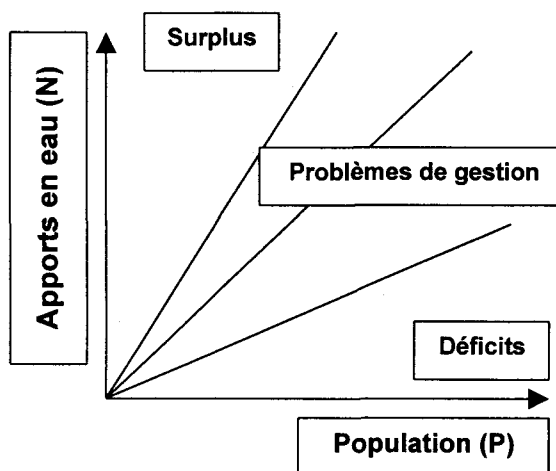 Surplus
Apports en eau (N)
Problèmes de gestion
Déficits
Population (P)